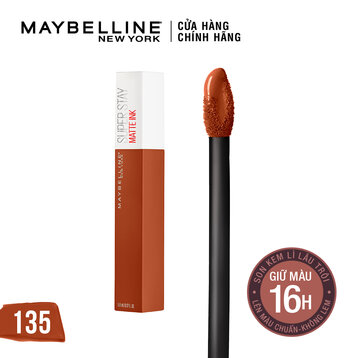 MAYBELLINE
NEW YORK
CỬA HÀNG
CHÍNH HÃNG
SUPER STAY
MATTE INK
MAYBELLINE
SON KEM LÌ LÂU TRÔI
GIỮ MÀU
16H
LÊN MÀU CHUẨN-KHÔNG LEM
135